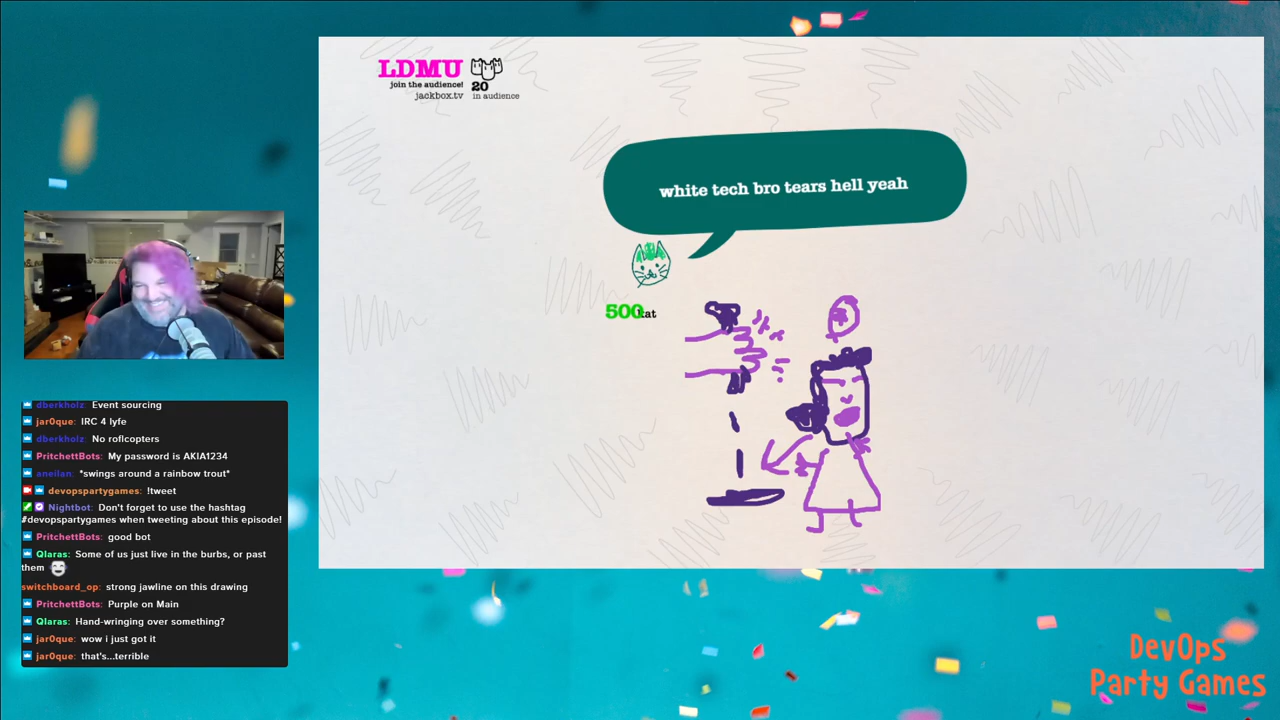 LDMU
join the audience!
jackbox.tv
20
in audience
white tech bro tears hell yeah
500
dberkholz: Event sourcing
jar0que: IRC 4 lyfe
dberkholz: No roflcopters
PritchettBots: My password is AKIA1234
aneilan: *swings around a rainbow trout*
devopspartygames: !tweet
Nightbot: Don't forget to use the hashtag
#devopspartygames when tweeting about this episode!
PritchettBots: good bot
Qlaras: Some of us just live in the burbs, or past
them
switchboard_op: strong jawline on this drawing
PritchettBots: Purple on Main
Qlaras: Hand-wringing over something?
jar0que: wow i just got it
jar0que: that's...terrible
DevOps
Party Games